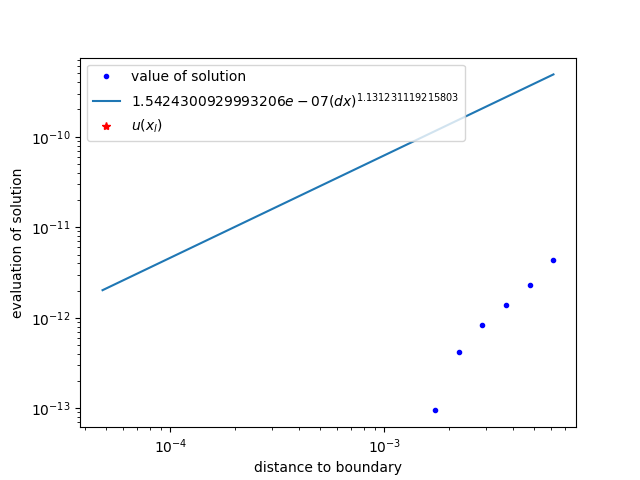 value of solution
1.5424300929993206e − 07(dx)^1.131231119215803
u(x_l)
10^−10
10^−11
10^−12
10^−13
evaluation of solution
10^−4
10^−3
distance to boundary